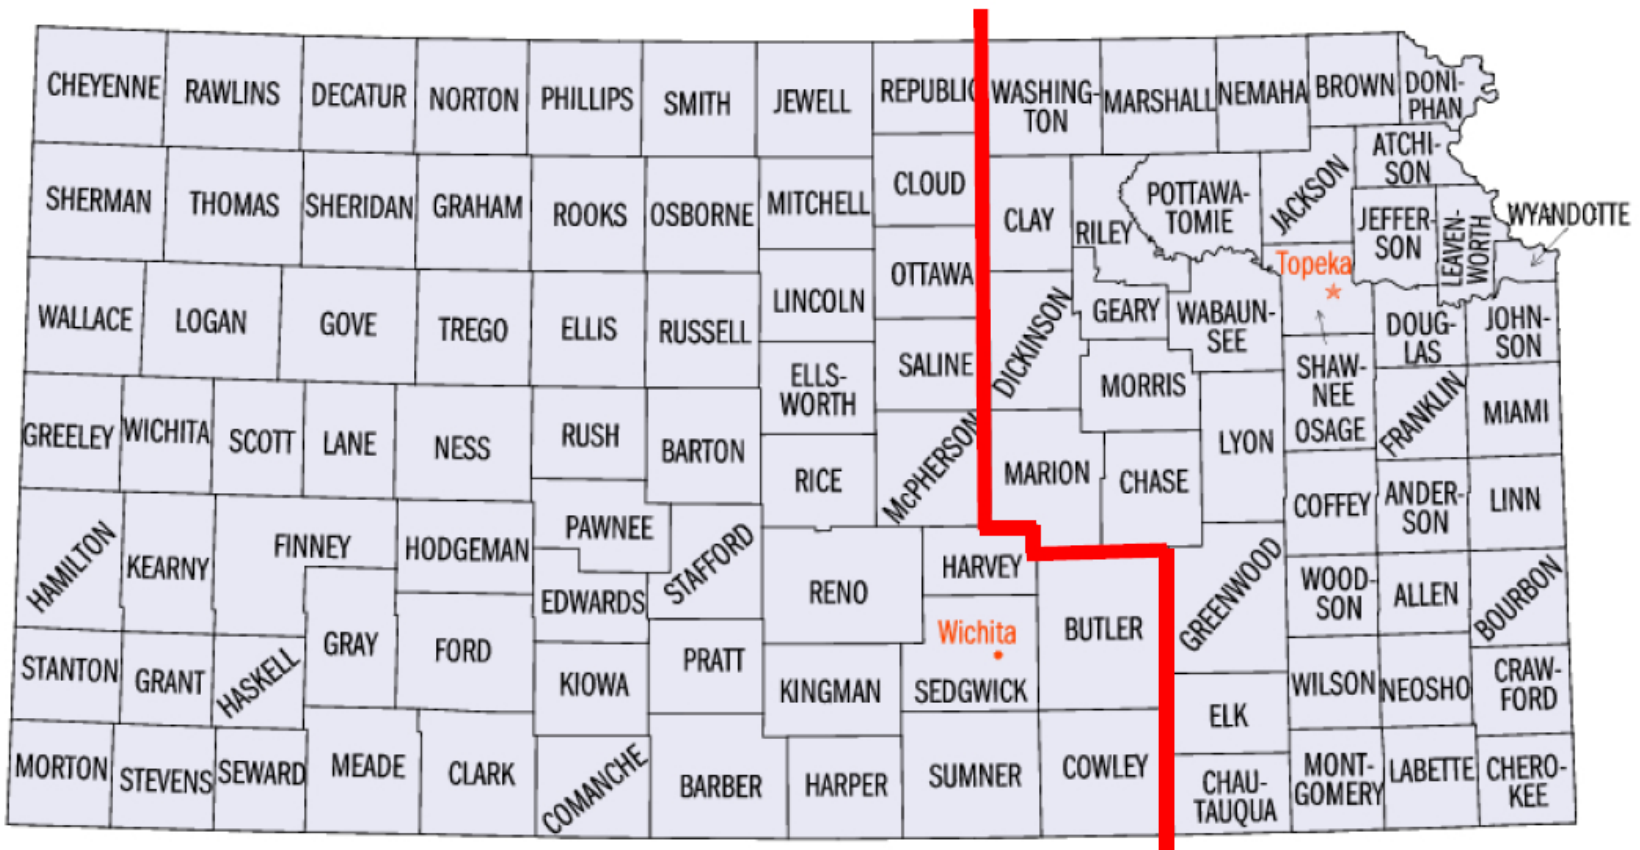 CHEYENNE
RAWLINS
DECATUR
NORTON
PHILLIPS
SMITH
JEWELL
REPUBLIC
WASHING-
TON
MARSHALL
NEMAHA
BROWN
DONI-
PHAN
ATCHI-
SON
SHERMAN
THOMAS
SHERIDAN
GRAHAM
ROOKS
OSBORNE
MITCHELL
CLOUD
CLAY
RILEY
POTTAWA-
TOMIE
JACKSON
JEFFER-
SON
LEAVEN-
WORTH
WYANDOTTE
WALLACE
LOGAN
GOVE
TREGO
ELLIS
RUSSELL
LINCOLN
OTTAWA
DICKINSON
GEARY
WABAUN-
SEE
Topeka
SHAW-
NEE
DOUG-
LAS
JOHN-
SON
ELLS-
WORTH
SALINE
MORRIS
OSAGE
FRANKLIN
MIAMI
GREELEY
WICHITA
SCOTT
LANE
NESS
RUSH
BARTON
RICE
McPHERSON
MARION
CHASE
LYON
COFFEY
ANDER-
SON
LINN
HAMILTON
KEARNY
FINNEY
HODGEMAN
PAWNEE
STAFFORD
EDWARDS
RENO
HARVEY
Wichita
SEDGWICK
BUTLER
GREENWOOD
WOOD-
SON
ALLEN
BOURBON
STANTON
GRANT
HASKELL
GRAY
FORD
KIOWA
PRATT
KINGMAN
ELK
WILSON
NEOSHO
CRAW-
FORD
MORTON
STEVENS
SEWARD
MEADE
CLARK
COMANCHE
BARBER
HARPER
SUMNER
COWLEY
CHAU-
TAUQUA
MONT-
GOMERY
LABETTE
CHERO-
KEE